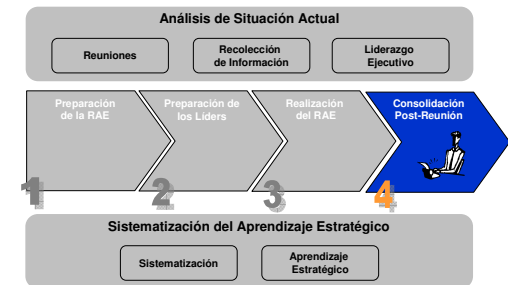 Análisis de Situación Actual
Reuniones
Recolección
de Información
Liderazgo
Ejecutivo
Preparación
de la RAE
Preparación de
los Líders
Realización
del RAE
Consolidación
Post-Reunión
1
2
3
4
Sistematización del Aprendizaje Estratégico
Sistematización
Aprendizaje
Estratégico